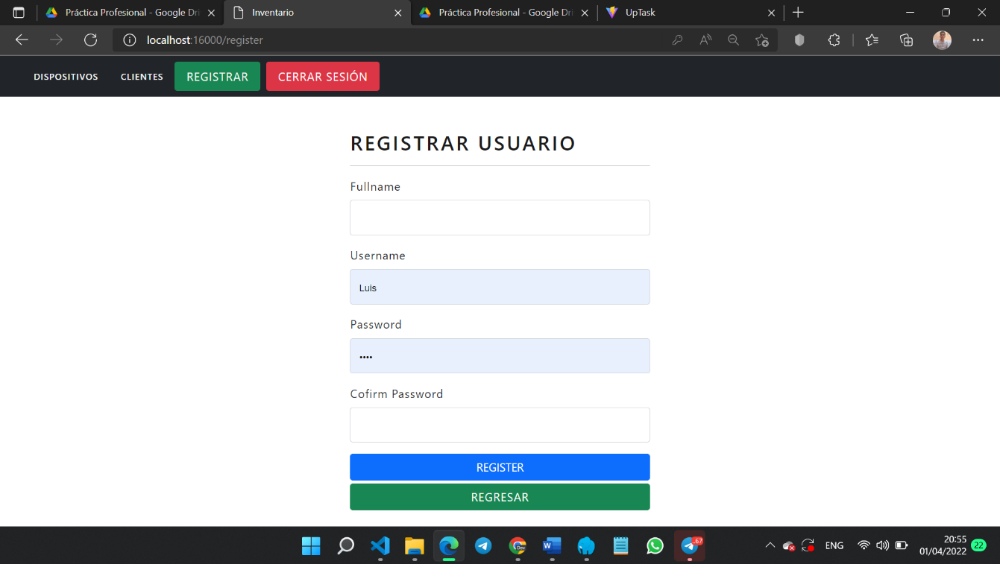 Práctica Profesional - Google Dri
Inventario
Práctica Profesional - Google Dri
UpTask
localhost:16000/register
DISPOSITIVOS
CLIENTES
REGISTRAR
CERRAR SESIÓN
REGISTRAR USUARIO
Fullname
Username
Luis
Password
••••
Cofirm Password
REGISTER
REGRESAR
Dev
W
67
ENG
20:55
01/04/2022
22